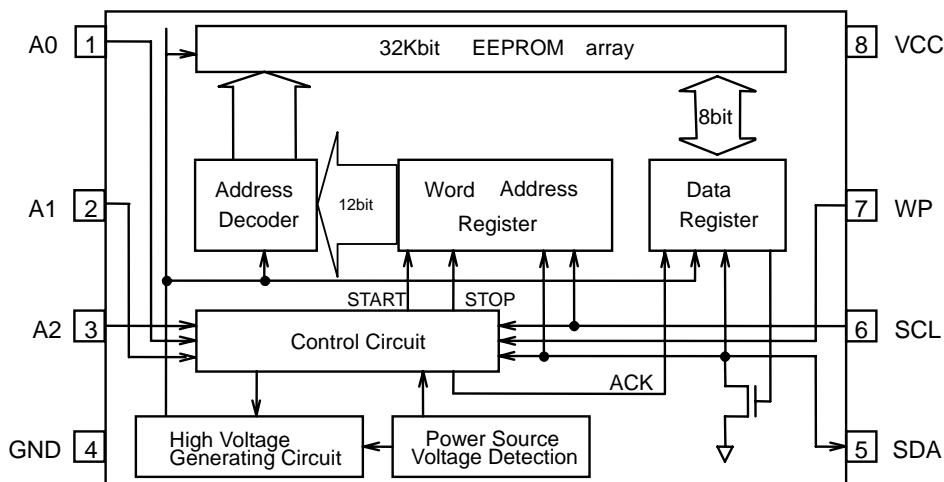 A0 1 32Kbit EEPROM array 8 VCC
8bit
A1 2 Address Decoder 12bit Word Address Register Data Register 7 WP
START STOP
A2 3 Control Circuit 6 SCL
ACK
GND 4 High Voltage Generating Circuit Power Source Voltage Detection 5 SDA